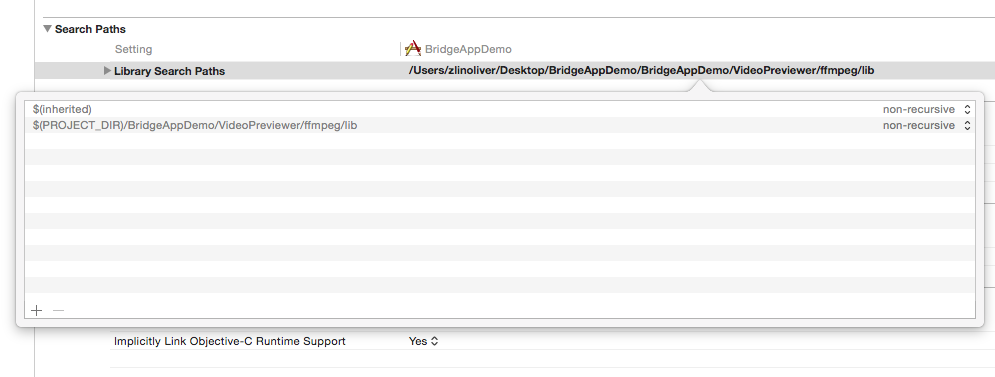 Search Paths
Setting BridgeAppDemo
Library Search Paths /Users/zlinoliver/Desktop/BridgeAppDemo/BridgeAppDemo/VideoPreviewer/ffmpeg/lib
$(inherited) non-recursive
$(PROJECT_DIR)/BridgeAppDemo/VideoPreviewer/ffmpeg/lib non-recursive
Implicitly Link Objective-C Runtime Support Yes